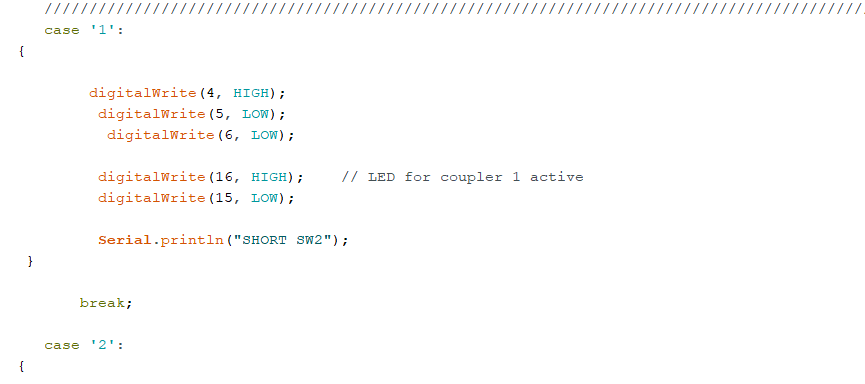 ////////////////////////////////////////////////////////////////////////////////////////////
case '1':
{
digitalWrite(4, HIGH);
digitalWrite(5, LOW);
digitalWrite(6, LOW);
digitalWrite(16, HIGH);    // LED for coupler 1 active
digitalWrite(15, LOW);
Serial.println("SHORT SW2");
}
break;
case '2':
{